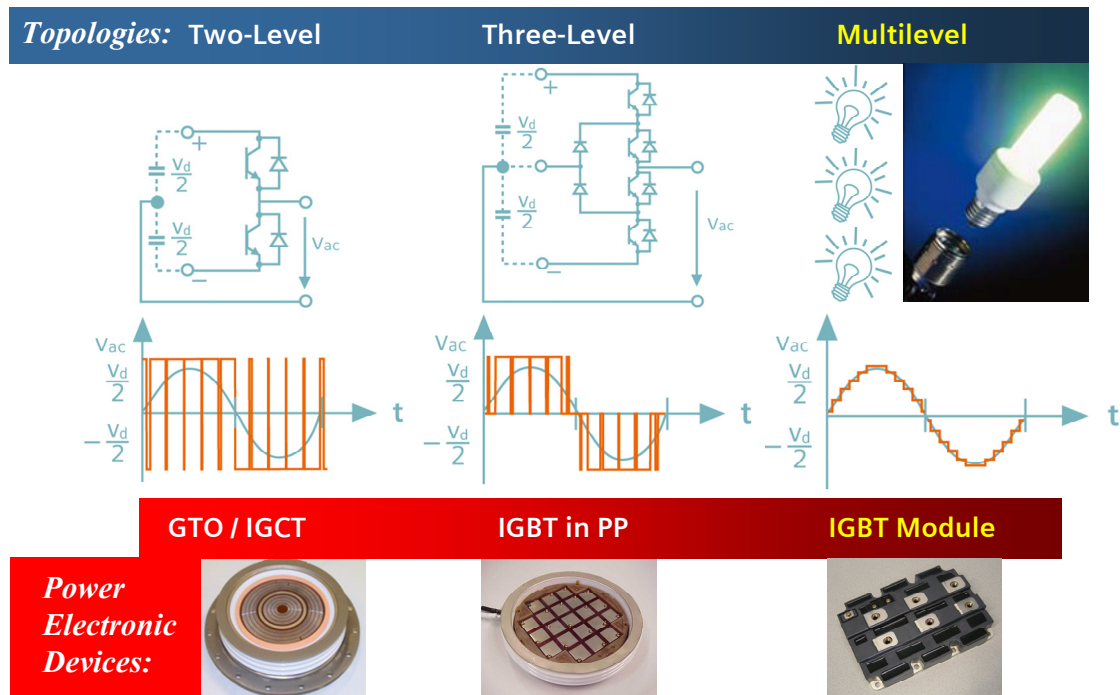 Topologies: Two-Level Three-Level Multilevel
+
Vd
2
Vd
2
−
Vac
+
Vd
2
Vd
2
−
Vac
Vac
Vd
2
− Vd
2
t
Vac
Vd
2
− Vd
2
t
Vac
Vd
2
− Vd
2
t
GTO / IGCT IGBT in PP IGBT Module
Power
Electronic
Devices: